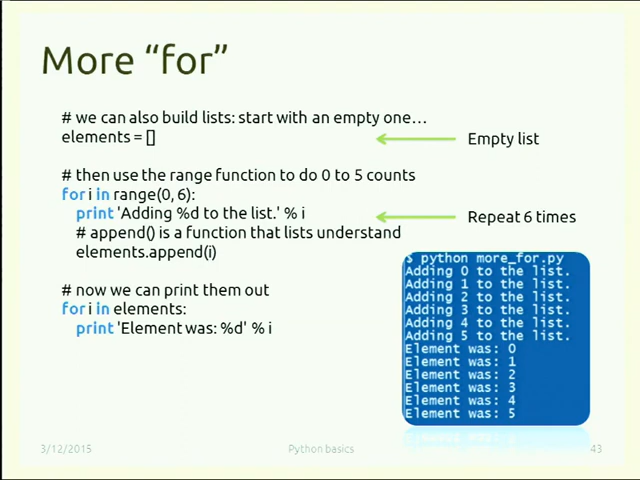 More “for”
# we can also build lists: start with an empty one…
elements = []
Empty list
# then use the range function to do 0 to 5 counts
for i in range(0, 6):
print 'Adding %d to the list.' % i
Repeat 6 times
# append() is a function that lists understand
elements.append(i)
# now we can print them out
for i in elements:
print 'Element was: %d' % i
$ python more_for.py
Adding 0 to the list.
Adding 1 to the list.
Adding 2 to the list.
Adding 3 to the list.
Adding 4 to the list.
Adding 5 to the list.
Element was: 0
Element was: 1
Element was: 2
Element was: 3
Element was: 4
Element was: 5
3/12/2015
Python basics
43